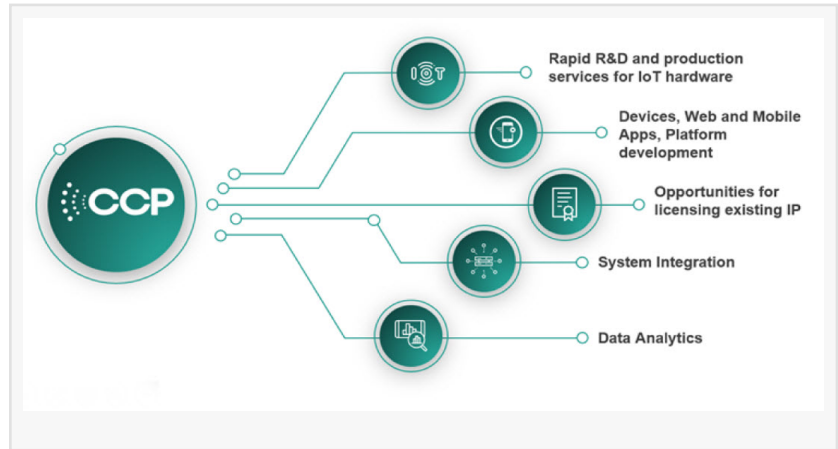 IOT
Rapid R&D and production
services for IoT hardware
Devices, Web and Mobile
Apps, Platform
development
CCP
Opportunities for
licensing existing IP
System Integration
Data Analytics